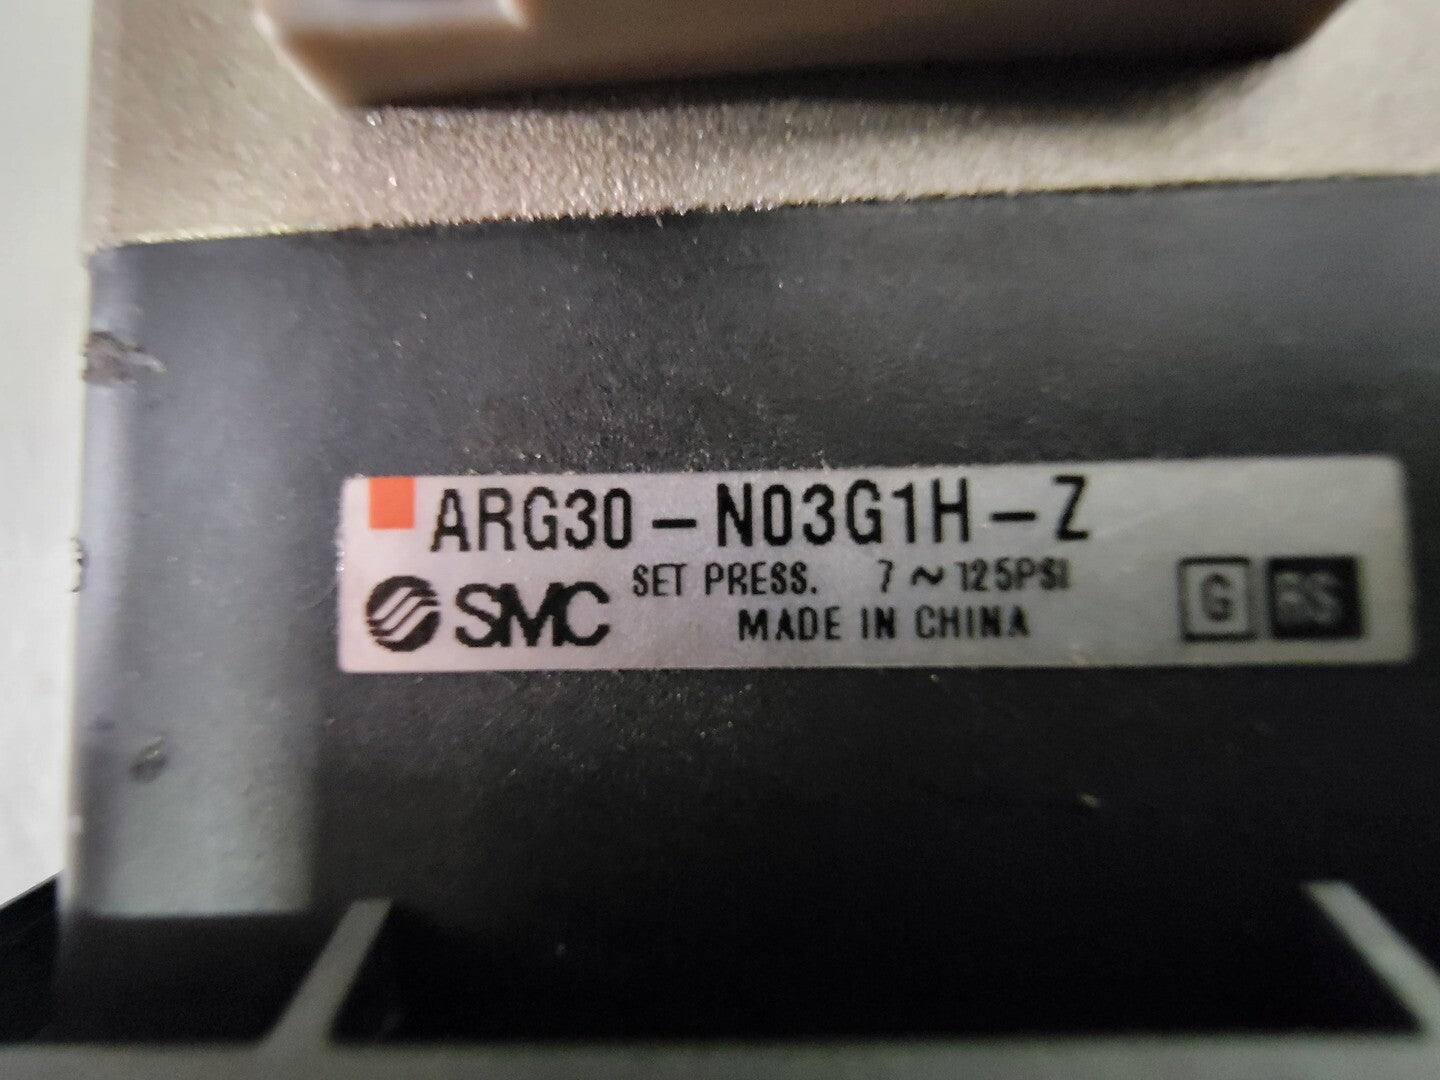 ARG30-N03G1H-Z
SMC
SET PRESS. 7~125PSI
MADE IN CHINA
G